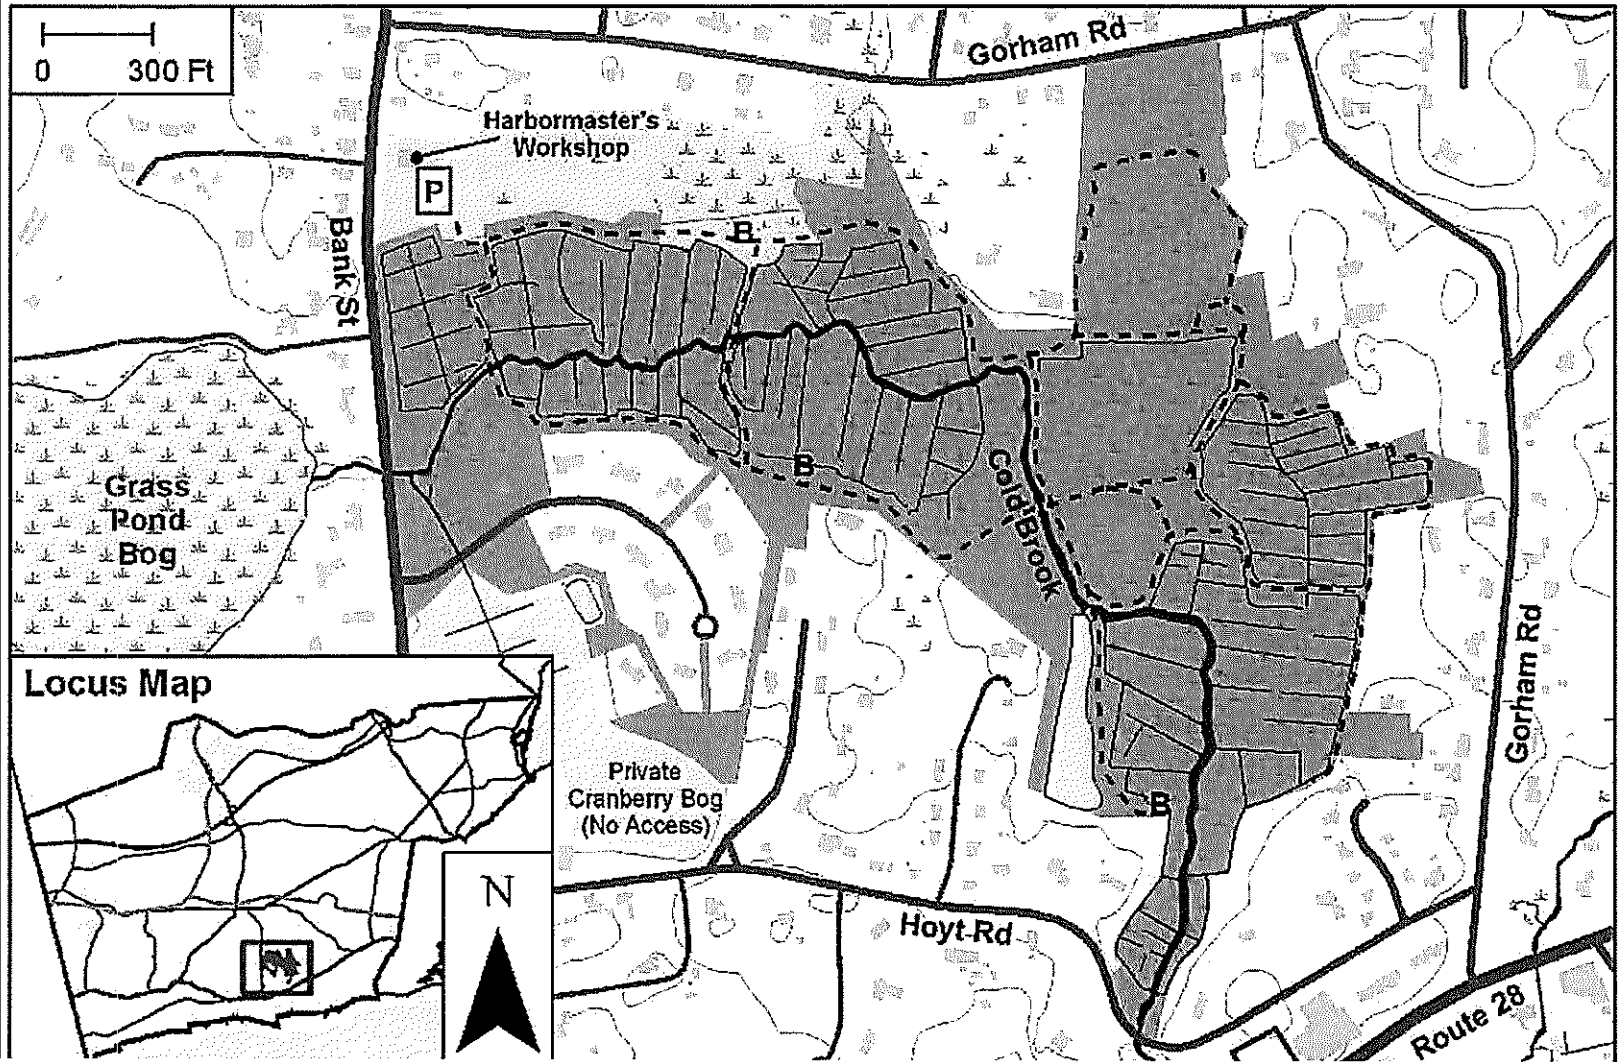 0 300 Ft
Gorham Rd
Harbormaster's
Workshop
P
Bank St
B
B
Grass
Pond
Bog
Cold Brook
Gorham Rd
Locus Map
Private
Cranberry Bog
(No Access)
B
N
Hoyt Rd
Route 28